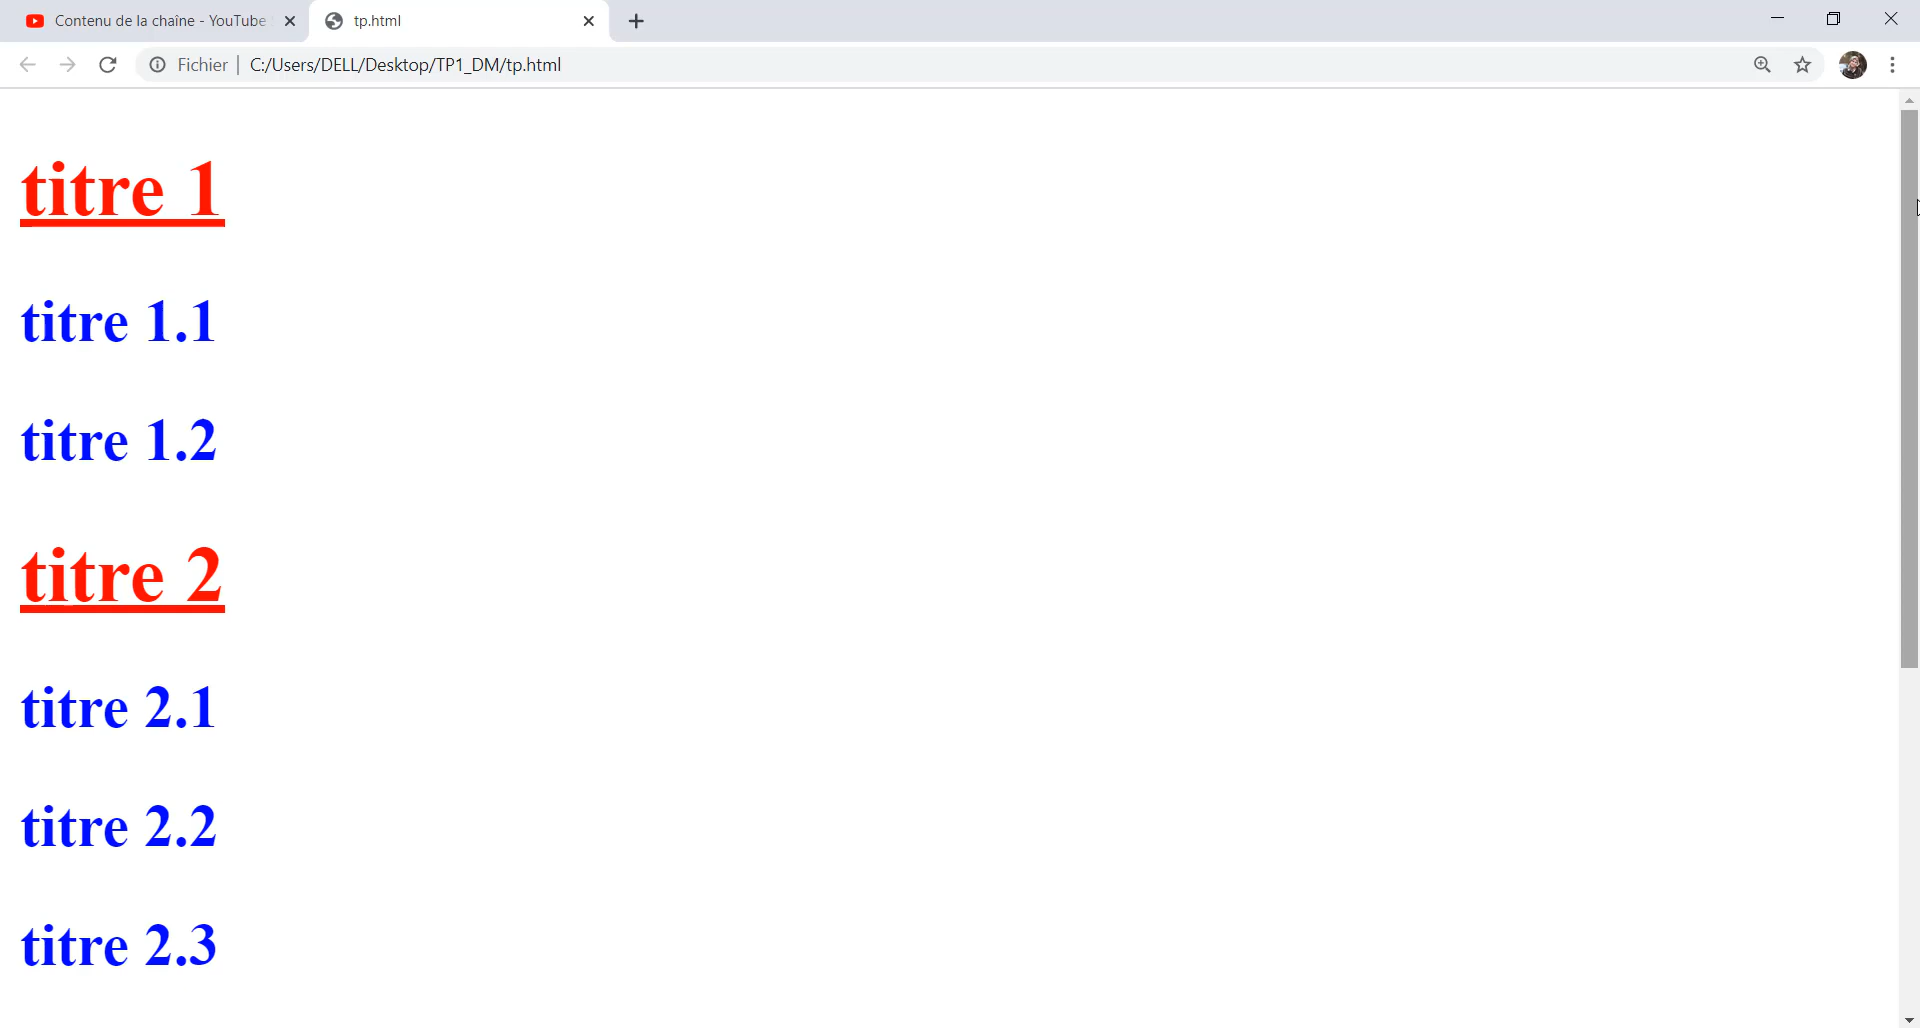 Contenu de la chaîne - YouTube
tp.html
Fichier
C:/Users/DELL/Desktop/TP1_DM/tp.html
titre 1
titre 1.1
titre 1.2
titre 2
titre 2.1
titre 2.2
titre 2.3